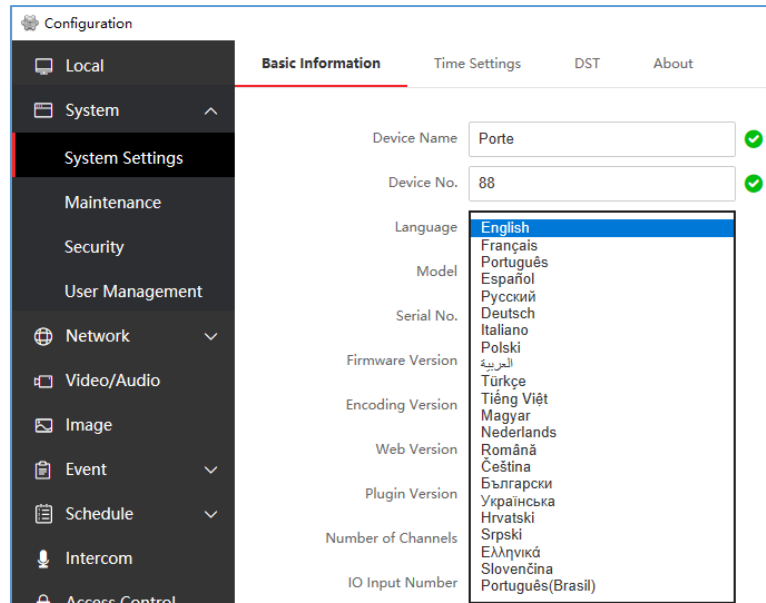 Configuration
Local
System
System Settings
Maintenance
Security
User Management
Network
Video/Audio
Image
Event
Schedule
Intercom
Access Control
Basic Information Time Settings DST About
Device Name Porte
Device No. 88
Language
Model
Serial No.
Firmware Version
Encoding Version
Web Version
Plugin Version
Number of Channels
IO Input Number
English
Français
Português
Español
Русский
Deutsch
Italiano
Polski
العربية
Türkçe
Tiếng Việt
Magyar
Nederlands
Română
Čeština
Български
Українська
Hrvatski
Srpski
Ελληνικά
Slovenčina
Português(Brasil)